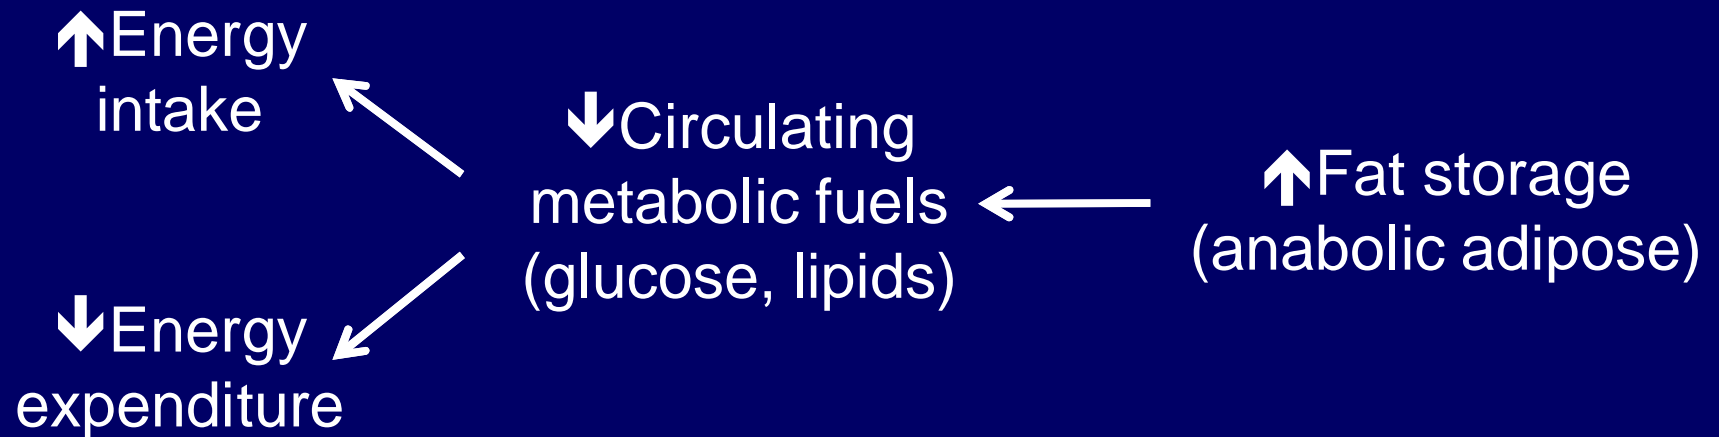 🡹Energy
intake
🡻Energy
expenditure
🡻Circulating
metabolic fuels
(glucose, lipids)
🡹Fat storage
(anabolic adipose)